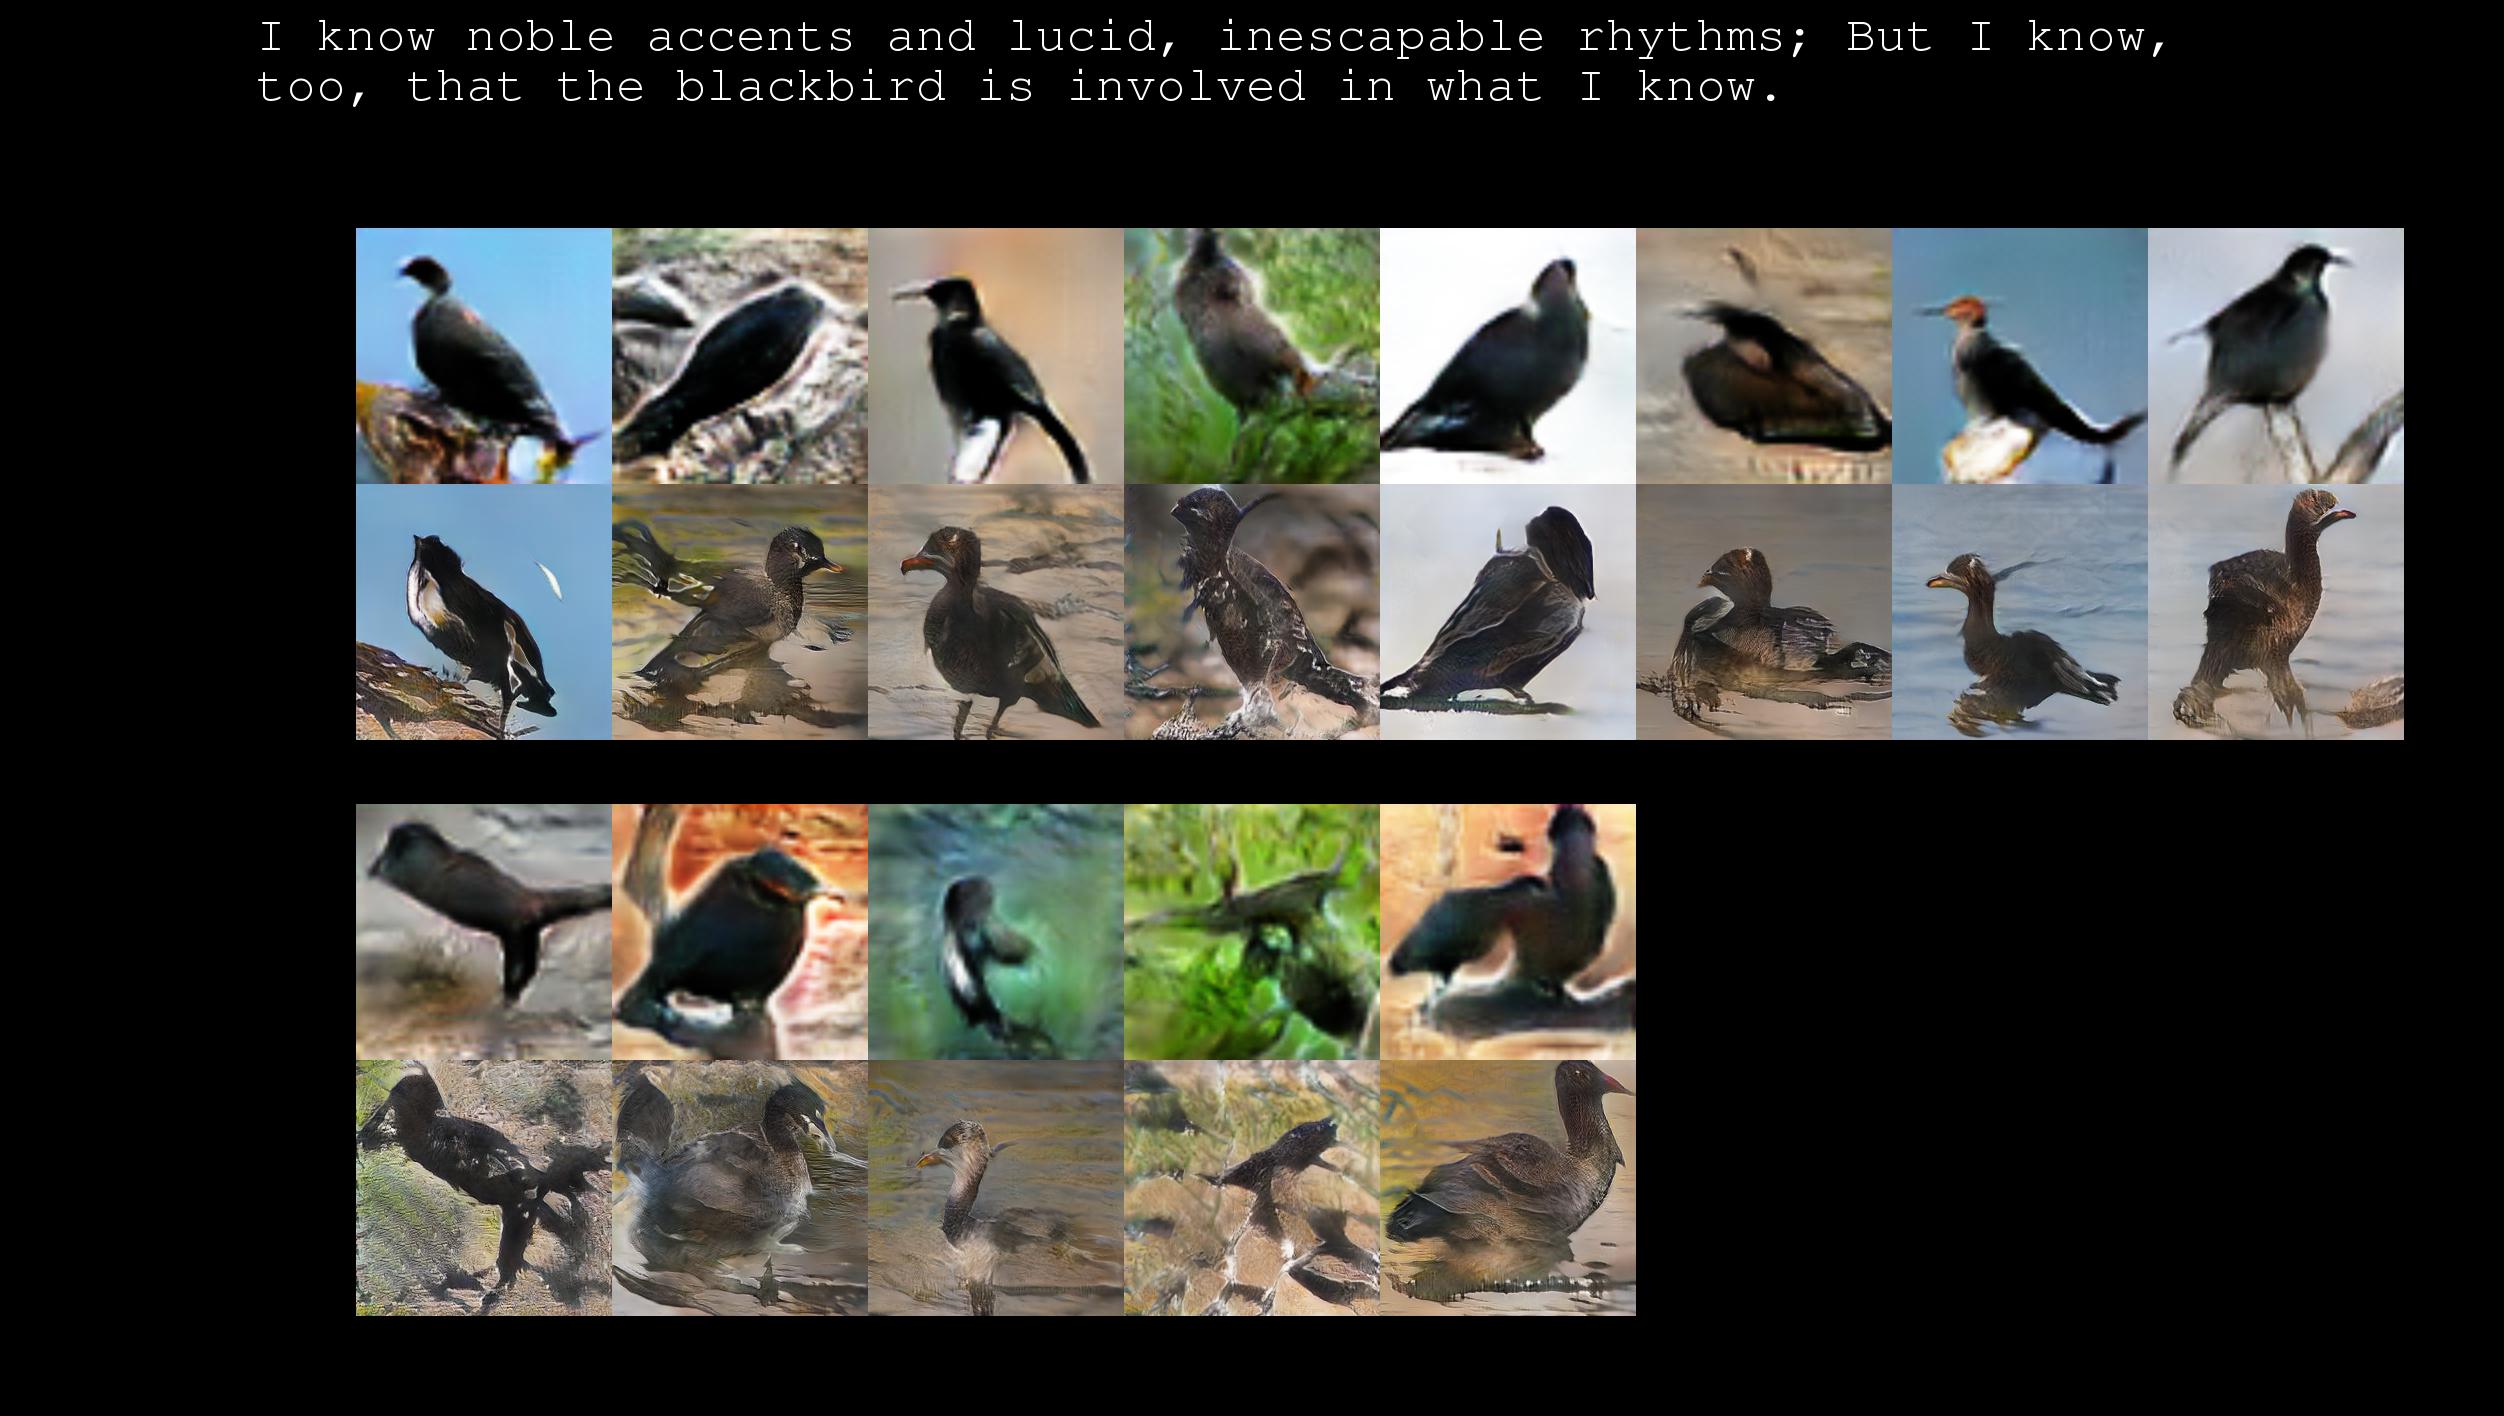 I know noble accents and lucid, inescapable rhythms; But I know,
too, that the blackbird is involved in what I know.